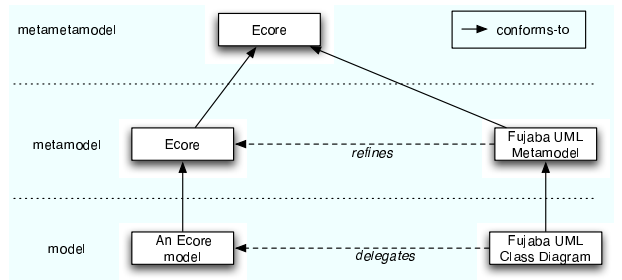 metametamodel
Ecore
conforms-to
metamodel
Ecore
refines
Fujaba UML
Metamodel
model
An Ecore
model
delegates
Fujaba UML
Class Diagram